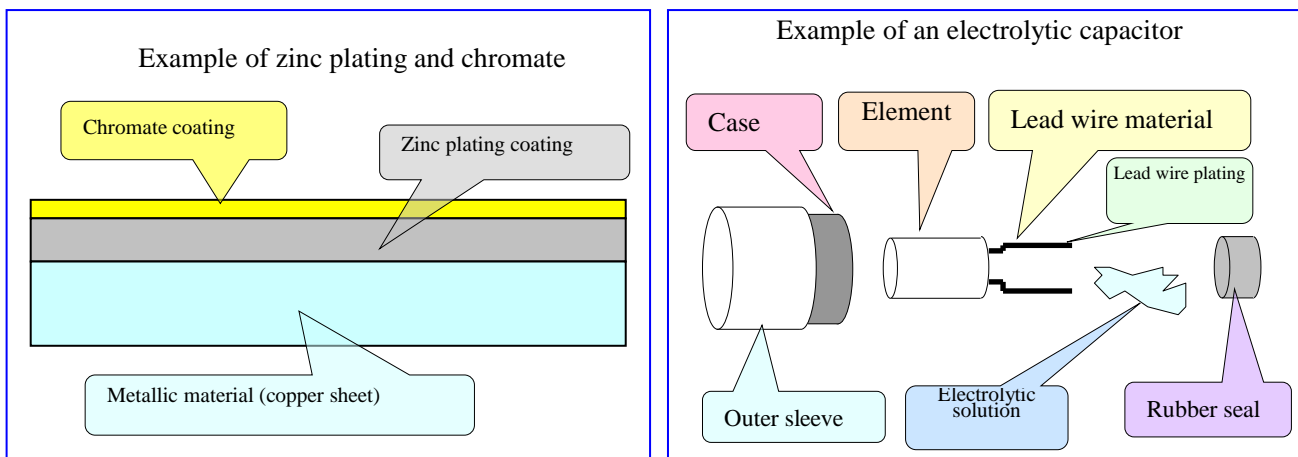 Example of zinc plating and chromate
Chromate coating
Zinc plating coating
Metallic material (copper sheet)
Example of an electrolytic capacitor
Case
Element
Lead wire material
Lead wire plating
Outer sleeve
Electrolytic
solution
Rubber seal